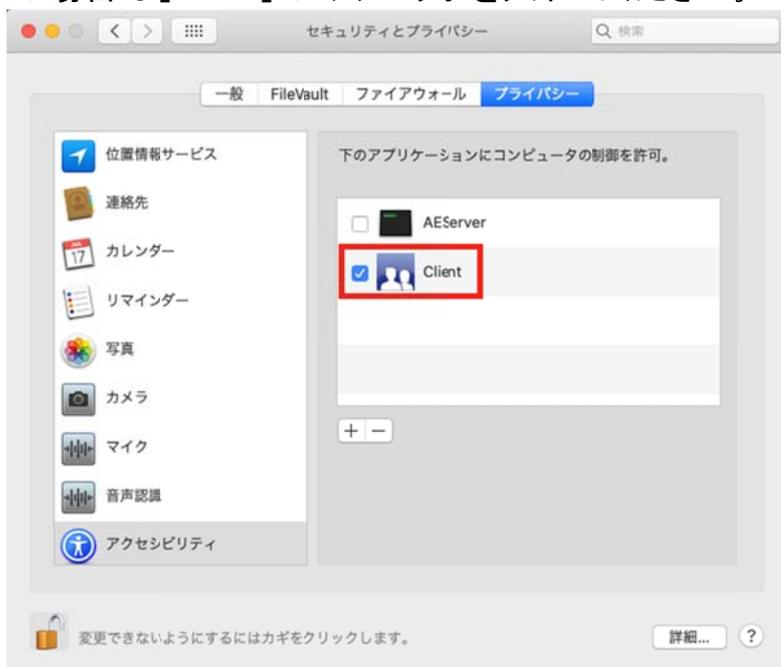 セキュリティとプライバシー
検索
一般 FileVault ファイアウォール プライバシー
位置情報サービス
連絡先
カレンダー
リマインダー
写真
カメラ
マイク
音声認識
アクセシビリティ
下のアプリケーションにコンピュータの制御を許可。
AEServer
Client
+ −
変更できないようにするにはカギをクリックします。
詳細... ?